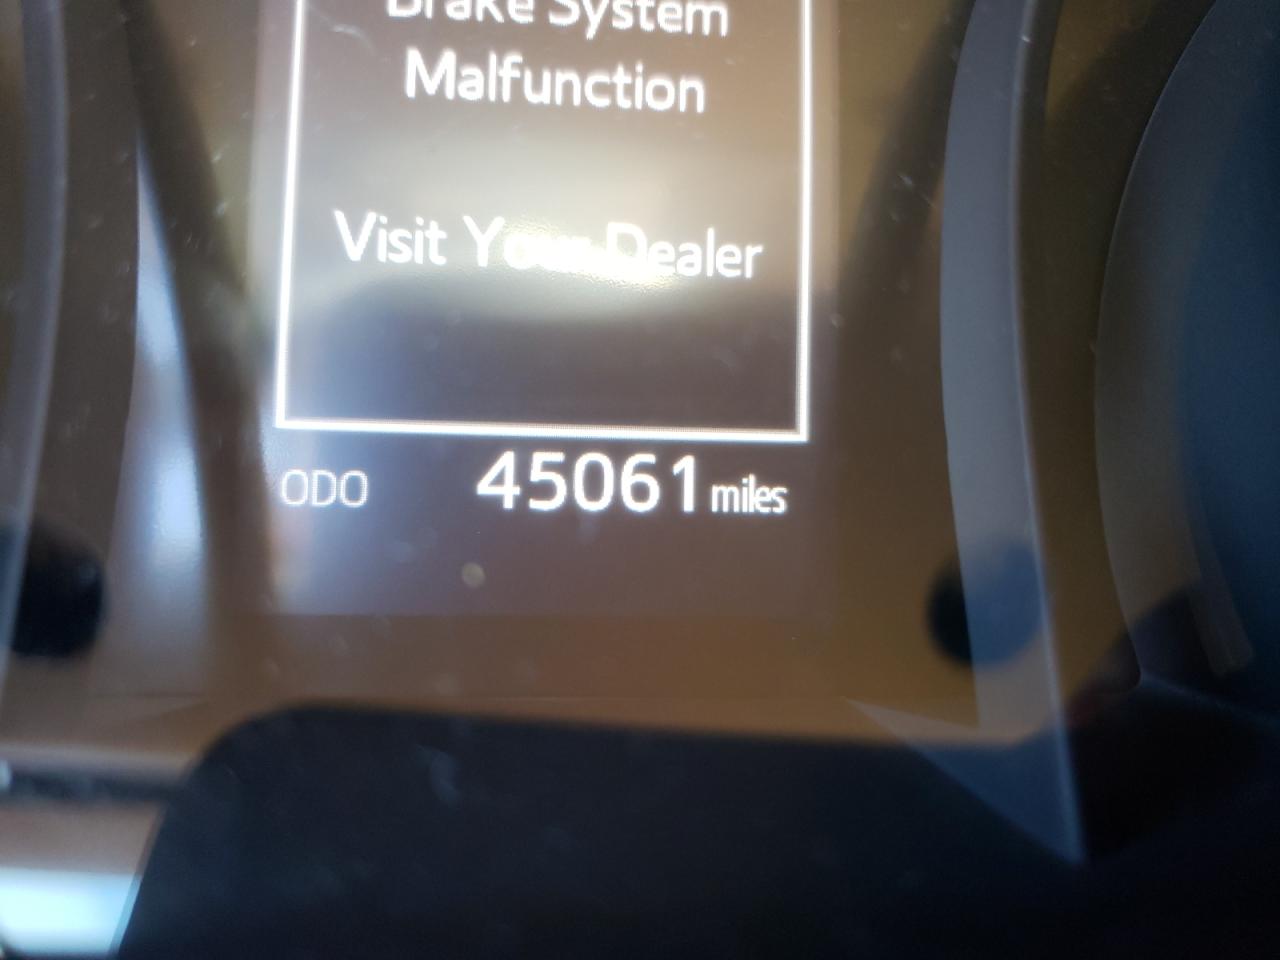 Brake System
Malfunction
Visit Your Dealer
ODO 45061 miles